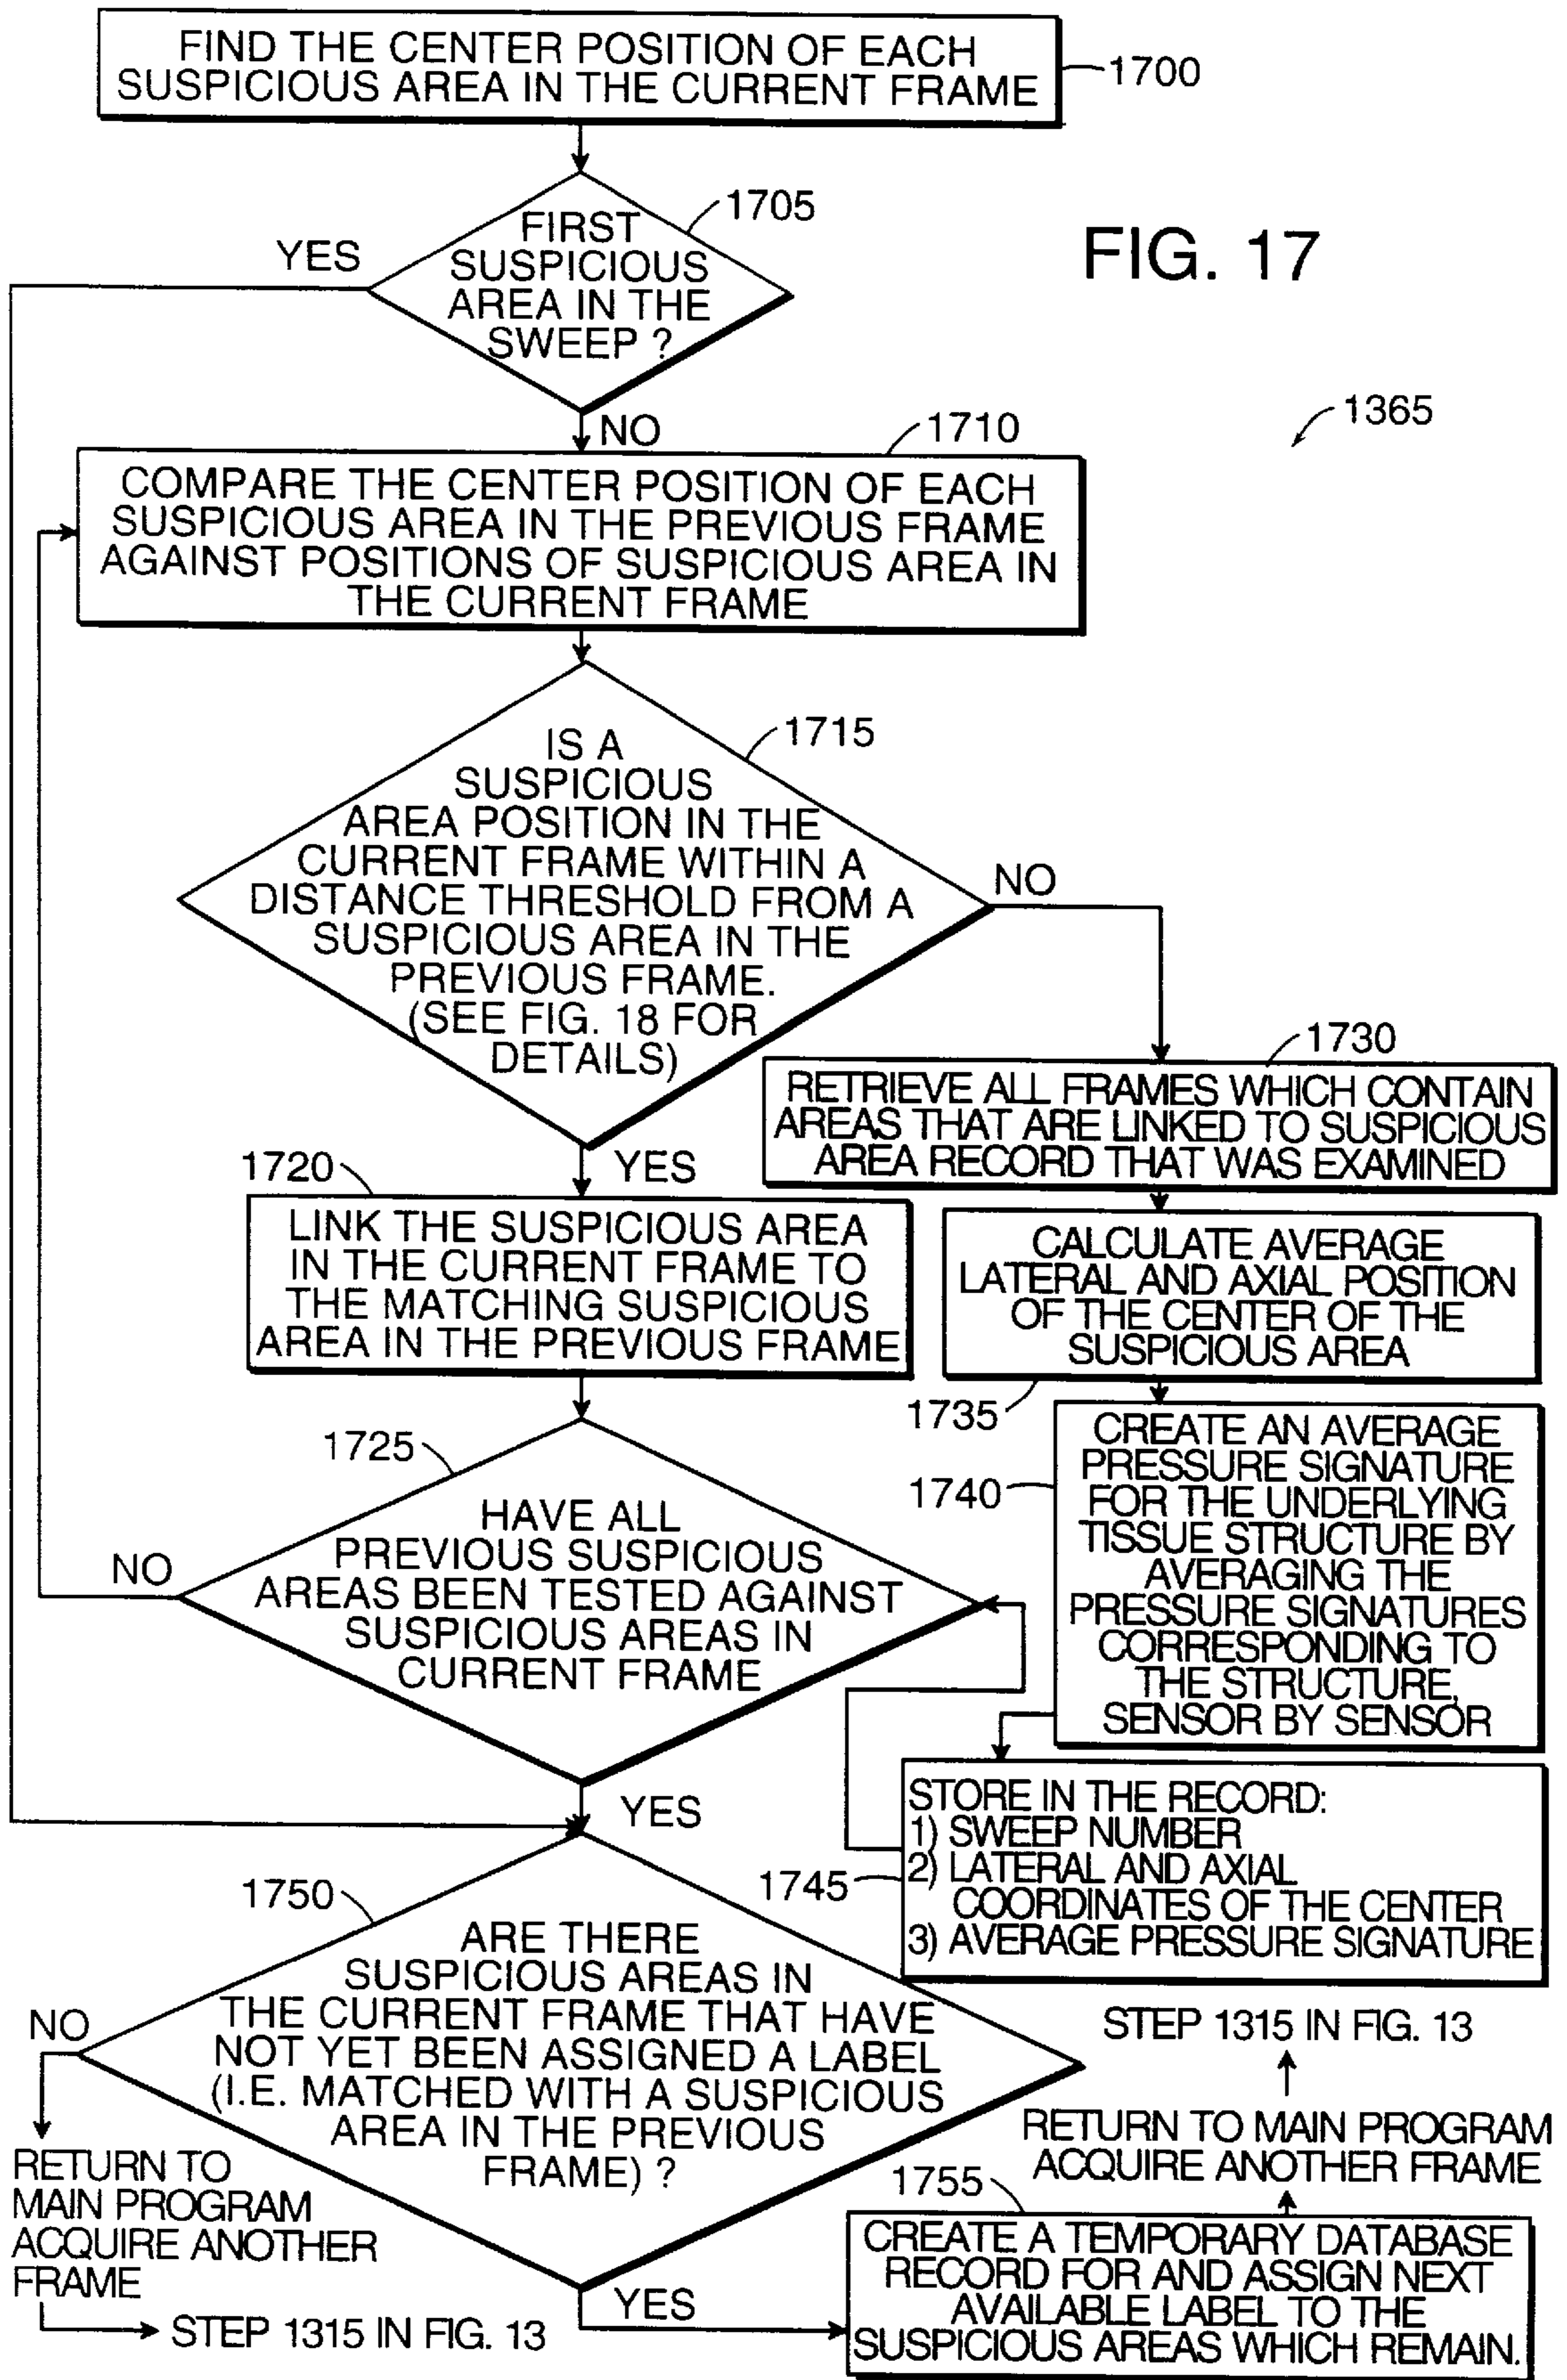 FIND THE CENTER POSITION OF EACH
SUSPICIOUS AREA IN THE CURRENT FRAME
1700
1705
FIRST
SUSPICIOUS
AREA IN THE
SWEEP ?
YES
FIG. 17
1365
NO
1710
COMPARE THE CENTER POSITION OF EACH
SUSPICIOUS AREA IN THE PREVIOUS FRAME
AGAINST POSITIONS OF SUSPICIOUS AREA IN
THE CURRENT FRAME
1715
IS A
SUSPICIOUS
AREA POSITION IN THE
CURRENT FRAME WITHIN A
DISTANCE THRESHOLD FROM A
SUSPICIOUS AREA IN THE
PREVIOUS FRAME.
(SEE FIG. 18 FOR
DETAILS)
NO
1730
RETRIEVE ALL FRAMES WHICH CONTAIN
AREAS THAT ARE LINKED TO SUSPICIOUS
AREA RECORD THAT WAS EXAMINED
YES
1720
LINK THE SUSPICIOUS AREA
IN THE CURRENT FRAME TO
THE MATCHING SUSPICIOUS
AREA IN THE PREVIOUS FRAME
CALCULATE AVERAGE
LATERAL AND AXIAL POSITION
OF THE CENTER OF THE
SUSPICIOUS AREA
1735
1740
CREATE AN AVERAGE
PRESSURE SIGNATURE
FOR THE UNDERLYING
TISSUE STRUCTURE BY
AVERAGING THE
PRESSURE SIGNATURES
CORRESPONDING TO
THE STRUCTURE,
SENSOR BY SENSOR
1725
HAVE ALL
PREVIOUS SUSPICIOUS
AREAS BEEN TESTED AGAINST
SUSPICIOUS AREAS IN
CURRENT FRAME
NO
YES
STORE IN THE RECORD:
1) SWEEP NUMBER
2) LATERAL AND AXIAL
COORDINATES OF THE CENTER
3) AVERAGE PRESSURE SIGNATURE
1745
1750
ARE THERE
SUSPICIOUS AREAS IN
THE CURRENT FRAME THAT HAVE
NOT YET BEEN ASSIGNED A LABEL
(I.E. MATCHED WITH A SUSPICIOUS
AREA IN THE PREVIOUS
FRAME) ?
NO
RETURN TO
MAIN PROGRAM
ACQUIRE ANOTHER
FRAME
STEP 1315 IN FIG. 13
YES
STEP 1315 IN FIG. 13
RETURN TO MAIN PROGRAM
ACQUIRE ANOTHER FRAME
1755
CREATE A TEMPORARY DATABASE
RECORD FOR AND ASSIGN NEXT
AVAILABLE LABEL TO THE
SUSPICIOUS AREAS WHICH REMAIN.